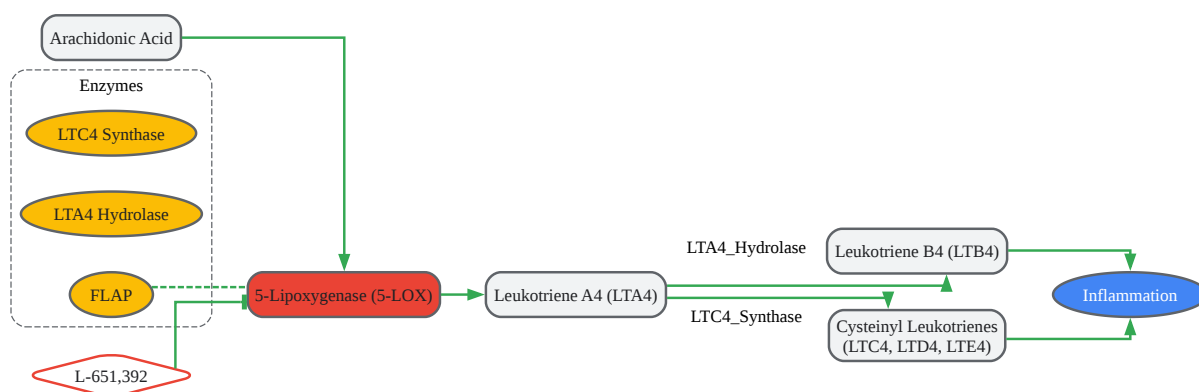 Arachidonic Acid
Enzymes
LTC4 Synthase
LTA4 Hydrolase
FLAP
L-651,392
5-Lipoxygenase (5-LOX)
Leukotriene A4 (LTA4)
LTA4_Hydrolase
LTC4_Synthase
Leukotriene B4 (LTB4)
Cysteinyl Leukotrienes
(LTC4, LTD4, LTE4)
Inflammation